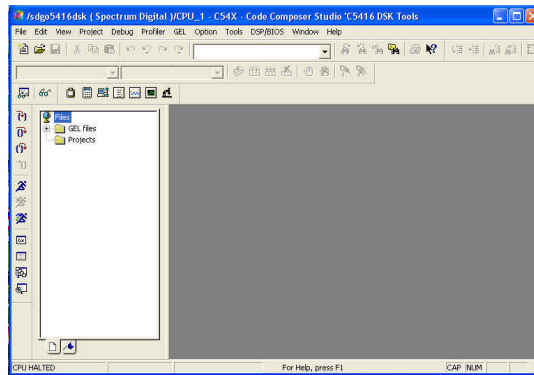 /sdgo5416dsk ( Spectrum Digital )/CPU_1 - C54X - Code Composer Studio 'C5416 DSK Tools
File Edit View Project Debug Profiler GEL Option Tools DSP/BIOS Window Help
Files
GEL files
Projects
CPU HALTED For Help, press F1 CAP NUM